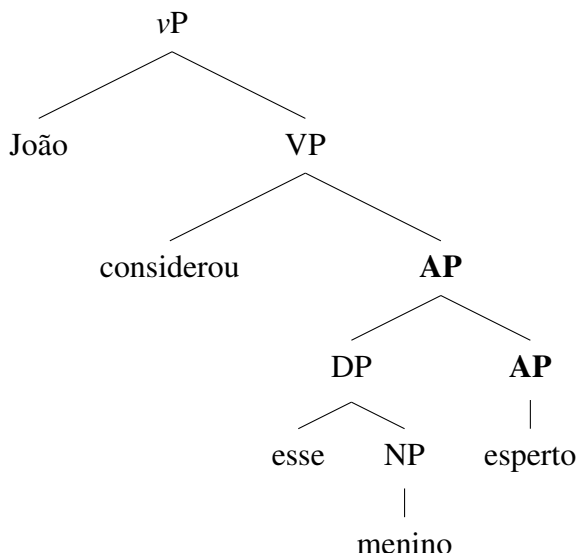 vP
João VP
considerou AP
DP AP
esse NP esperto
menino